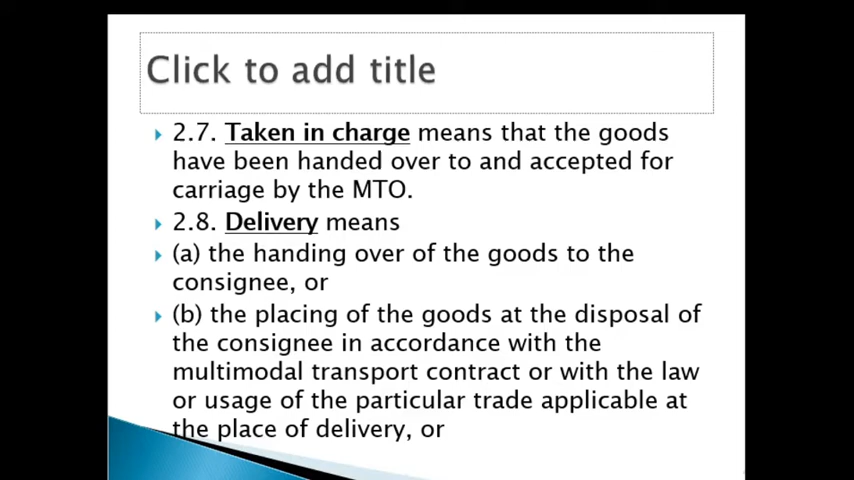 Click to add title
2.7. Taken in charge means that the goods
have been handed over to and accepted for
carriage by the MTO.
2.8. Delivery means
(a) the handing over of the goods to the
consignee, or
(b) the placing of the goods at the disposal of
the consignee in accordance with the
multimodal transport contract or with the law
or usage of the particular trade applicable at
the place of delivery, or